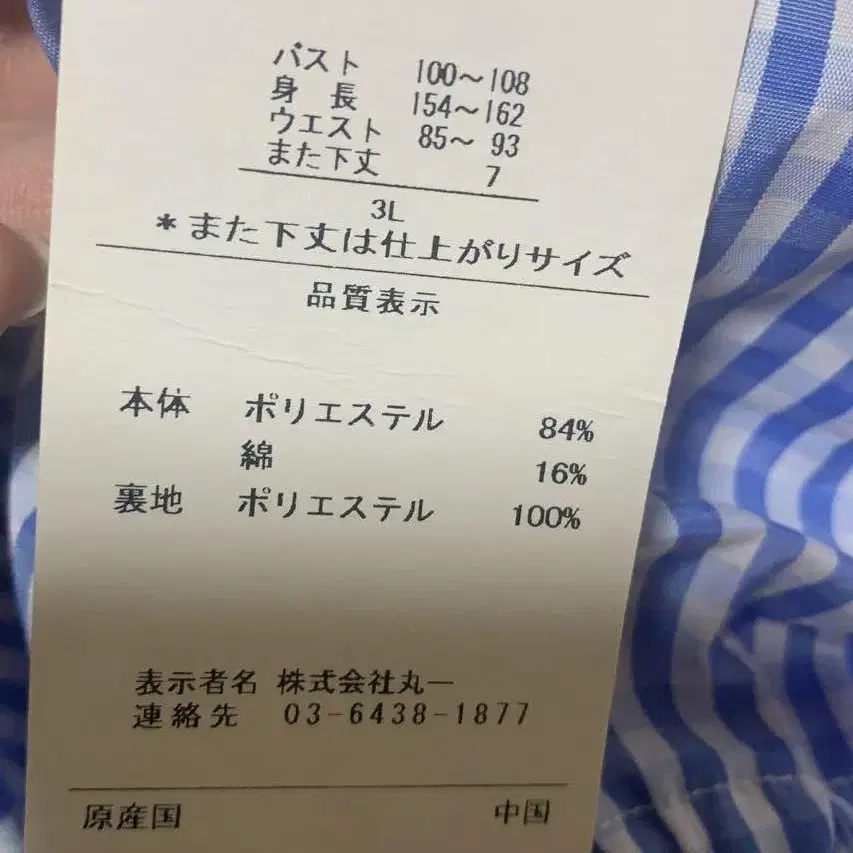 バスト 100～108
身 長 154～162
ウエスト 85～ 93
また下丈 7
3L
*また下丈は仕上がりサイズ
品質表示
本体 ポリエステル 84%
綿 16%
裏地 ポリエステル 100%
表示者名 株式会社丸一
連絡先 03-6438-1877
原産国 中国